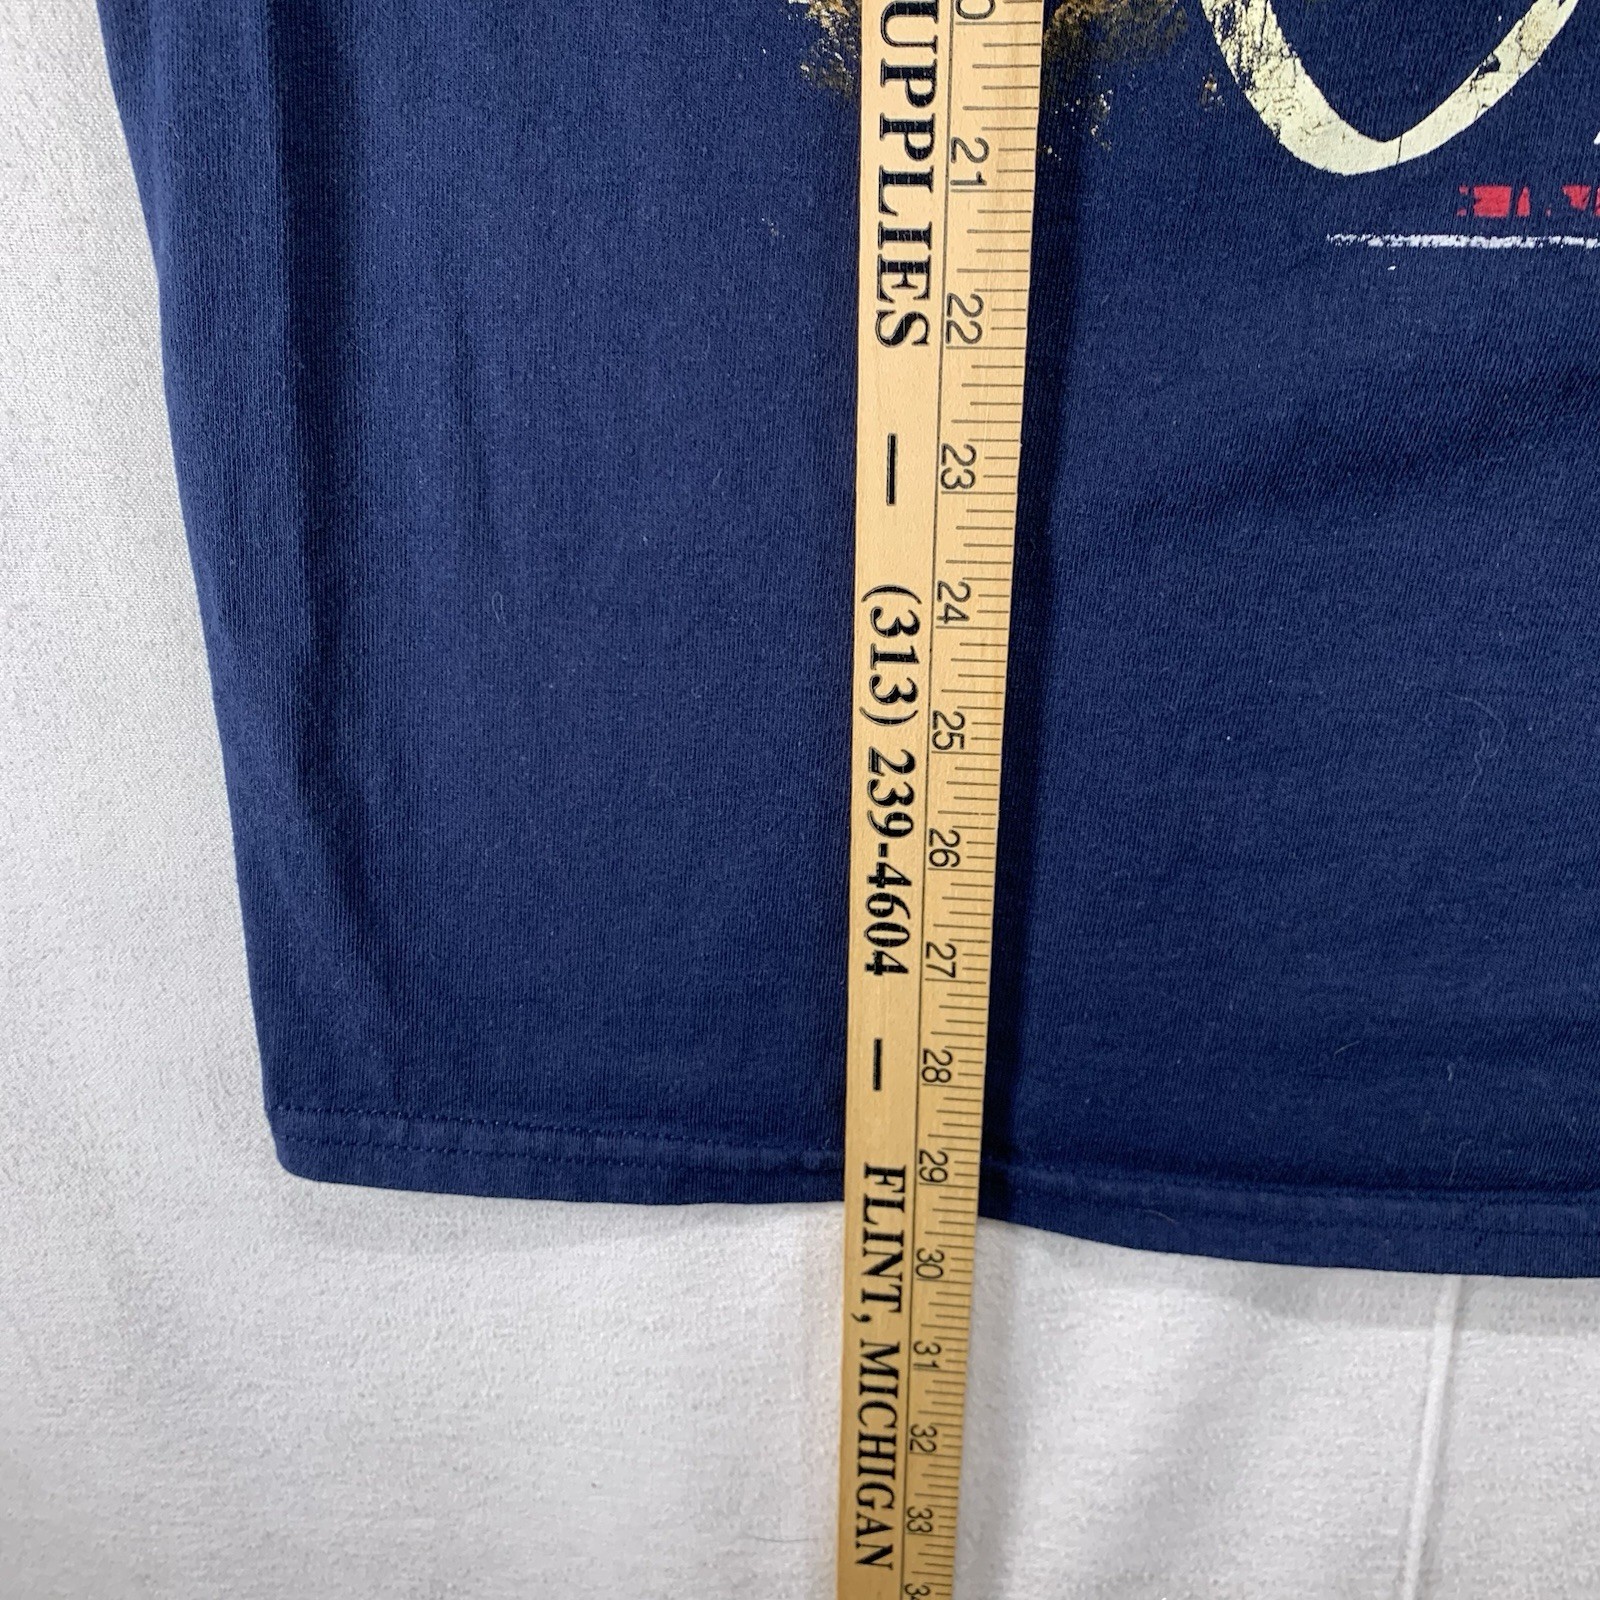 UPPLIES — (313) 239-4604 — FLINT, MICHIGAN
21 22 23 24 25 26 27 28 29 30 31 32 33